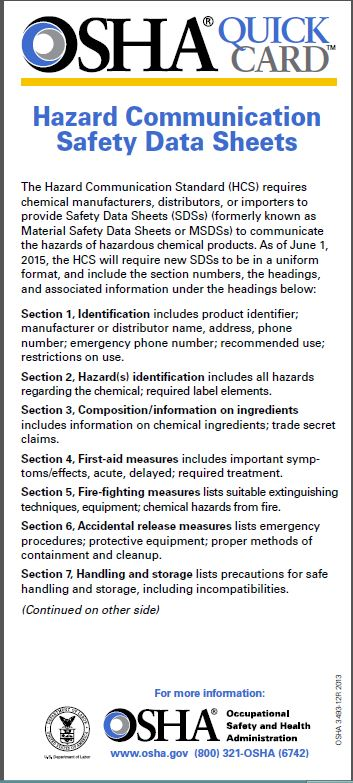 OSHA® QUICK
CARD™
Hazard Communication
Safety Data Sheets
The Hazard Communication Standard (HCS) requires
chemical manufacturers, distributors, or importers to
provide Safety Data Sheets (SDSs) (formerly known as
Material Safety Data Sheets or MSDSs) to communicate
the hazards of hazardous chemical products. As of June 1,
2015, the HCS will require new SDSs to be in a uniform
format, and include the section numbers, the headings,
and associated information under the headings below:
Section 1, Identification includes product identifier;
manufacturer or distributor name, address, phone
number; emergency phone number; recommended use;
restrictions on use.
Section 2, Hazard(s) identification includes all hazards
regarding the chemical; required label elements.
Section 3, Composition/information on ingredients
includes information on chemical ingredients; trade secret
claims.
Section 4, First-aid measures includes important symp-
toms/effects, acute, delayed; required treatment.
Section 5, Fire-fighting measures lists suitable extinguishing
techniques, equipment; chemical hazards from fire.
Section 6, Accidental release measures lists emergency
procedures; protective equipment; proper methods of
containment and cleanup.
Section 7, Handling and storage lists precautions for safe
handling and storage, including incompatibilities.
(Continued on other side)
For more information:
OSHA® Occupational
Safety and Health
Administration
U.S. Department of Labor
www.osha.gov (800) 321-OSHA (6742)
OSHA 3493-12R 2013